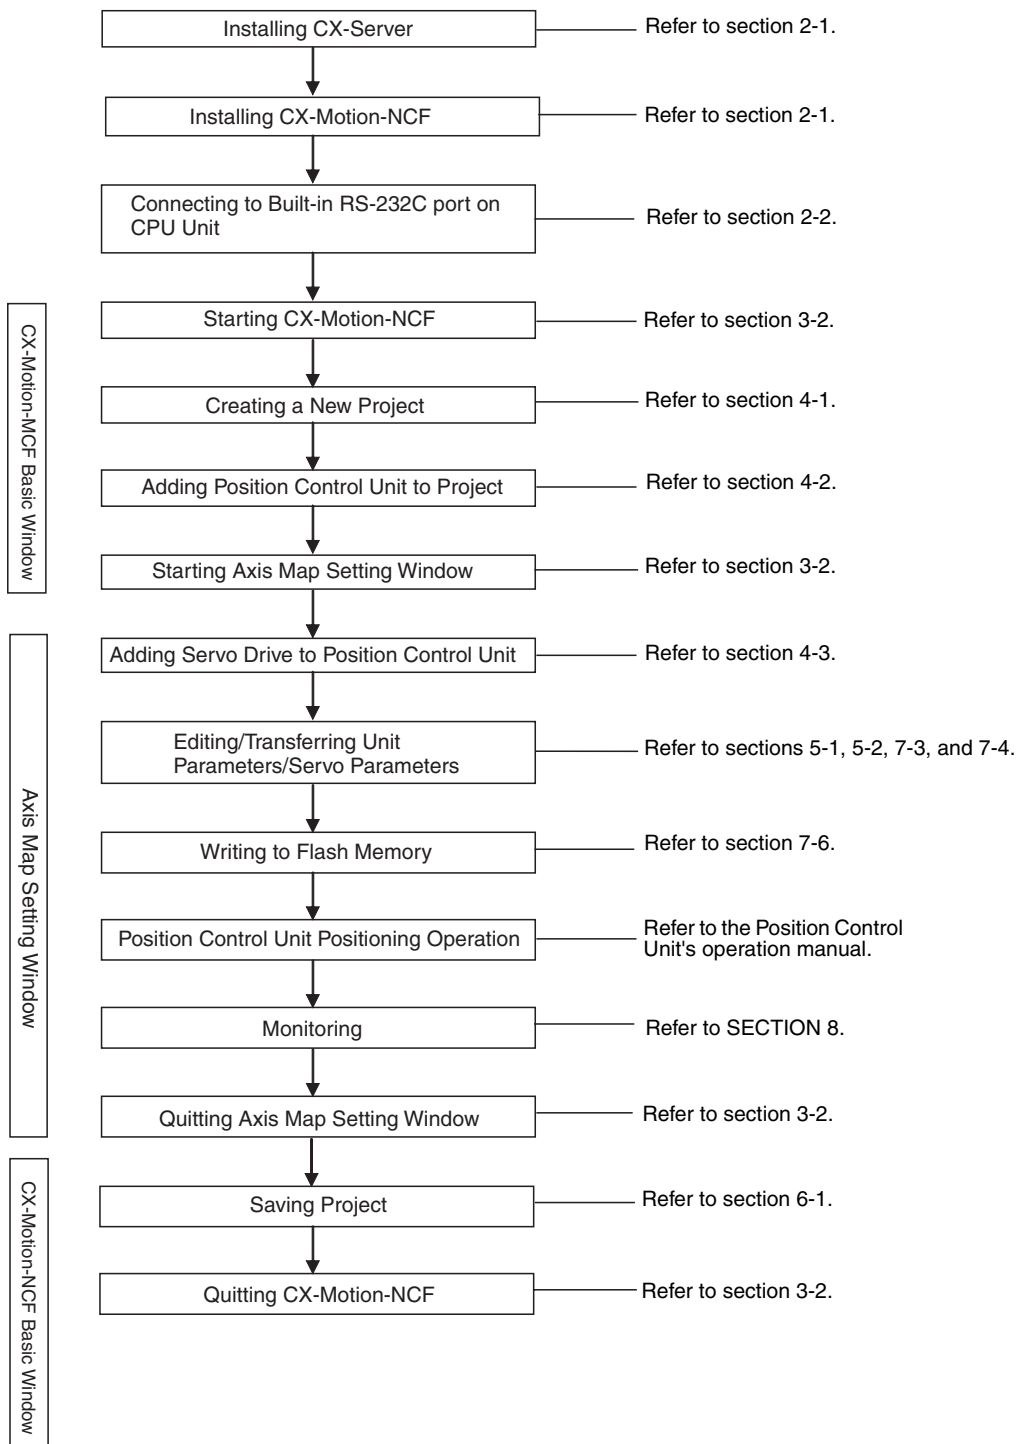 Installing CX-Server
Refer to section 2-1.
Installing CX-Motion-NCF
Refer to section 2-1.
Connecting to Built-in RS-232C port on
CPU Unit
Refer to section 2-2.
CX-Motion-MCF Basic Window
Starting CX-Motion-NCF
Refer to section 3-2.
Creating a New Project
Refer to section 4-1.
Adding Position Control Unit to Project
Refer to section 4-2.
Starting Axis Map Setting Window
Refer to section 3-2.
Axis Map Setting Window
Adding Servo Drive to Position Control Unit
Refer to section 4-3.
Editing/Transferring Unit
Parameters/Servo Parameters
Refer to sections 5-1, 5-2, 7-3, and 7-4.
Writing to Flash Memory
Refer to section 7-6.
Position Control Unit Positioning Operation
Refer to the Position Control
Unit's operation manual.
Monitoring
Refer to SECTION 8.
Quitting Axis Map Setting Window
Refer to section 3-2.
CX-Motion-NCF Basic Window
Saving Project
Refer to section 6-1.
Quitting CX-Motion-NCF
Refer to section 3-2.